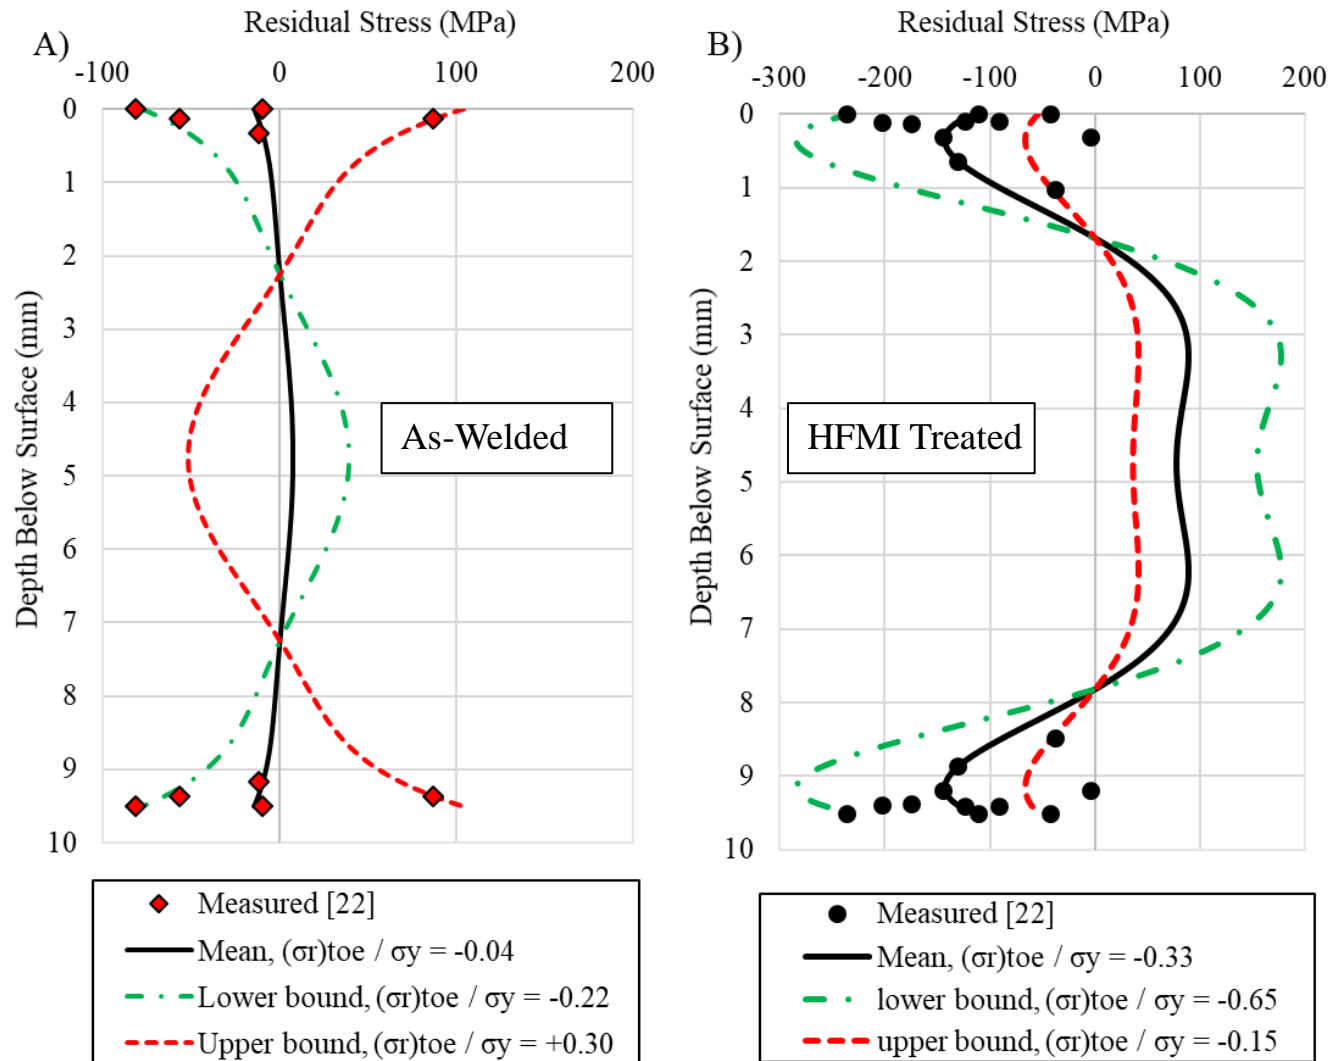 Residual Stress (MPa)
A)
-100 0 100 200
0
1
2
3
4
5
6
7
8
9
10
Depth Below Surface (mm)
As-Welded
Measured [22]
Mean, (σr)toe / σy = -0.04
Lower bound, (σr)toe / σy = -0.22
Upper bound, (σr)toe / σy = +0.30
Residual Stress (MPa)
B)
-300 -200 -100 0 100 200
0
1
2
3
4
5
6
7
8
9
10
Depth Below Surface (mm)
HFMI Treated
Measured [22]
Mean, (σr)toe / σy = -0.33
lower bound, (σr)toe / σy = -0.65
upper bound, (σr)toe / σy = -0.15